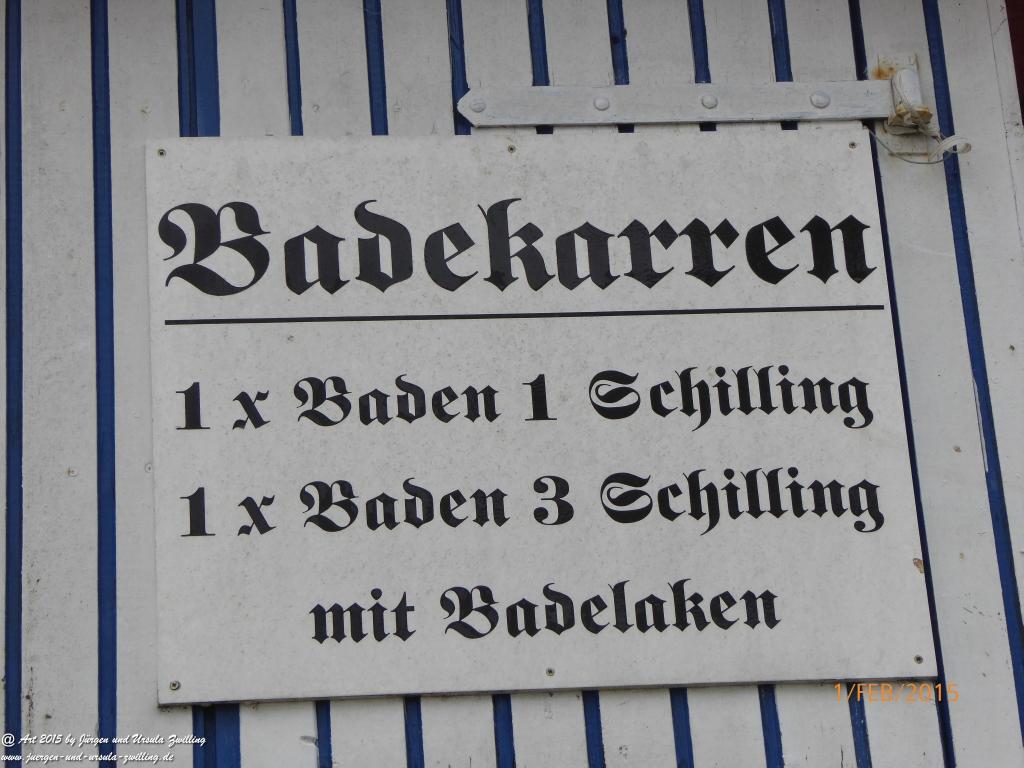 Badekarren
1 x Baden 1 Schilling
1 x Baden 3 Schilling
mit Badelaken
1/FEB/2015
@ Art 2015 by Jürgen und Ursula Zwilling
www.juergen-und-ursula-zwilling.de